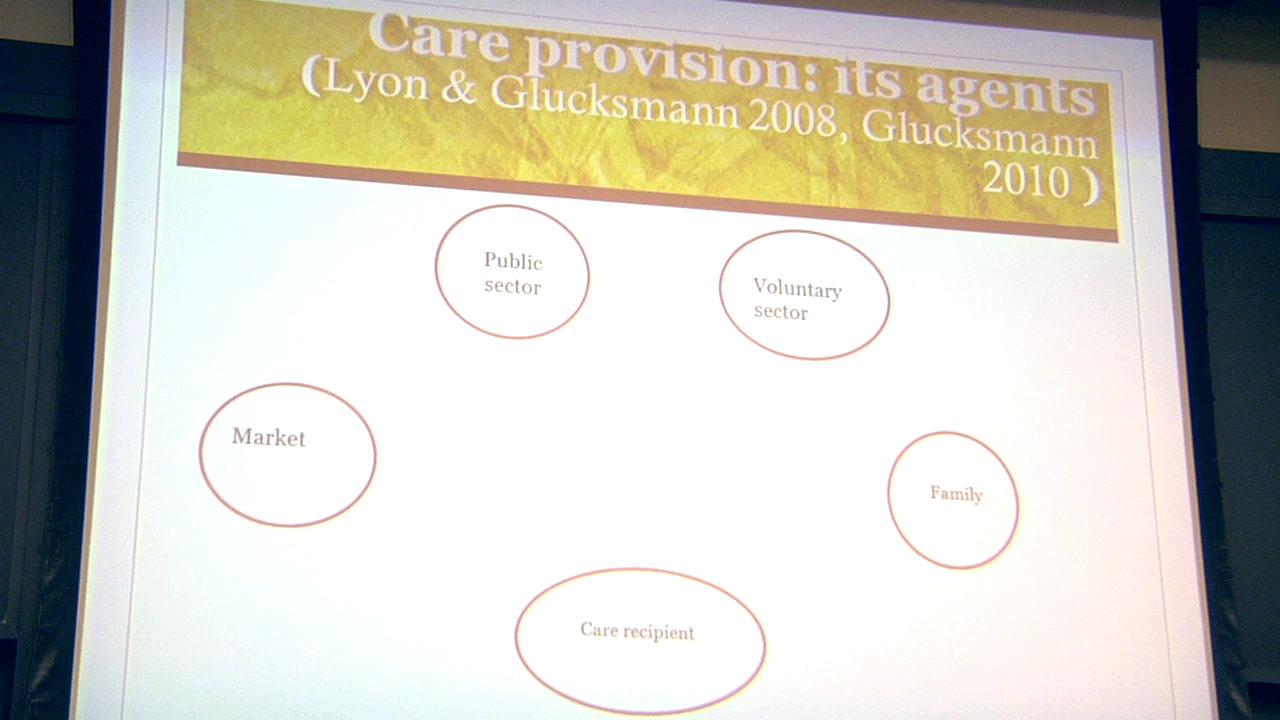 Care provision: its agents
(Lyon & Glucksmann 2008, Glucksmann
2010 )
Public
sector
Voluntary
sector
Market
Family
Care recipient